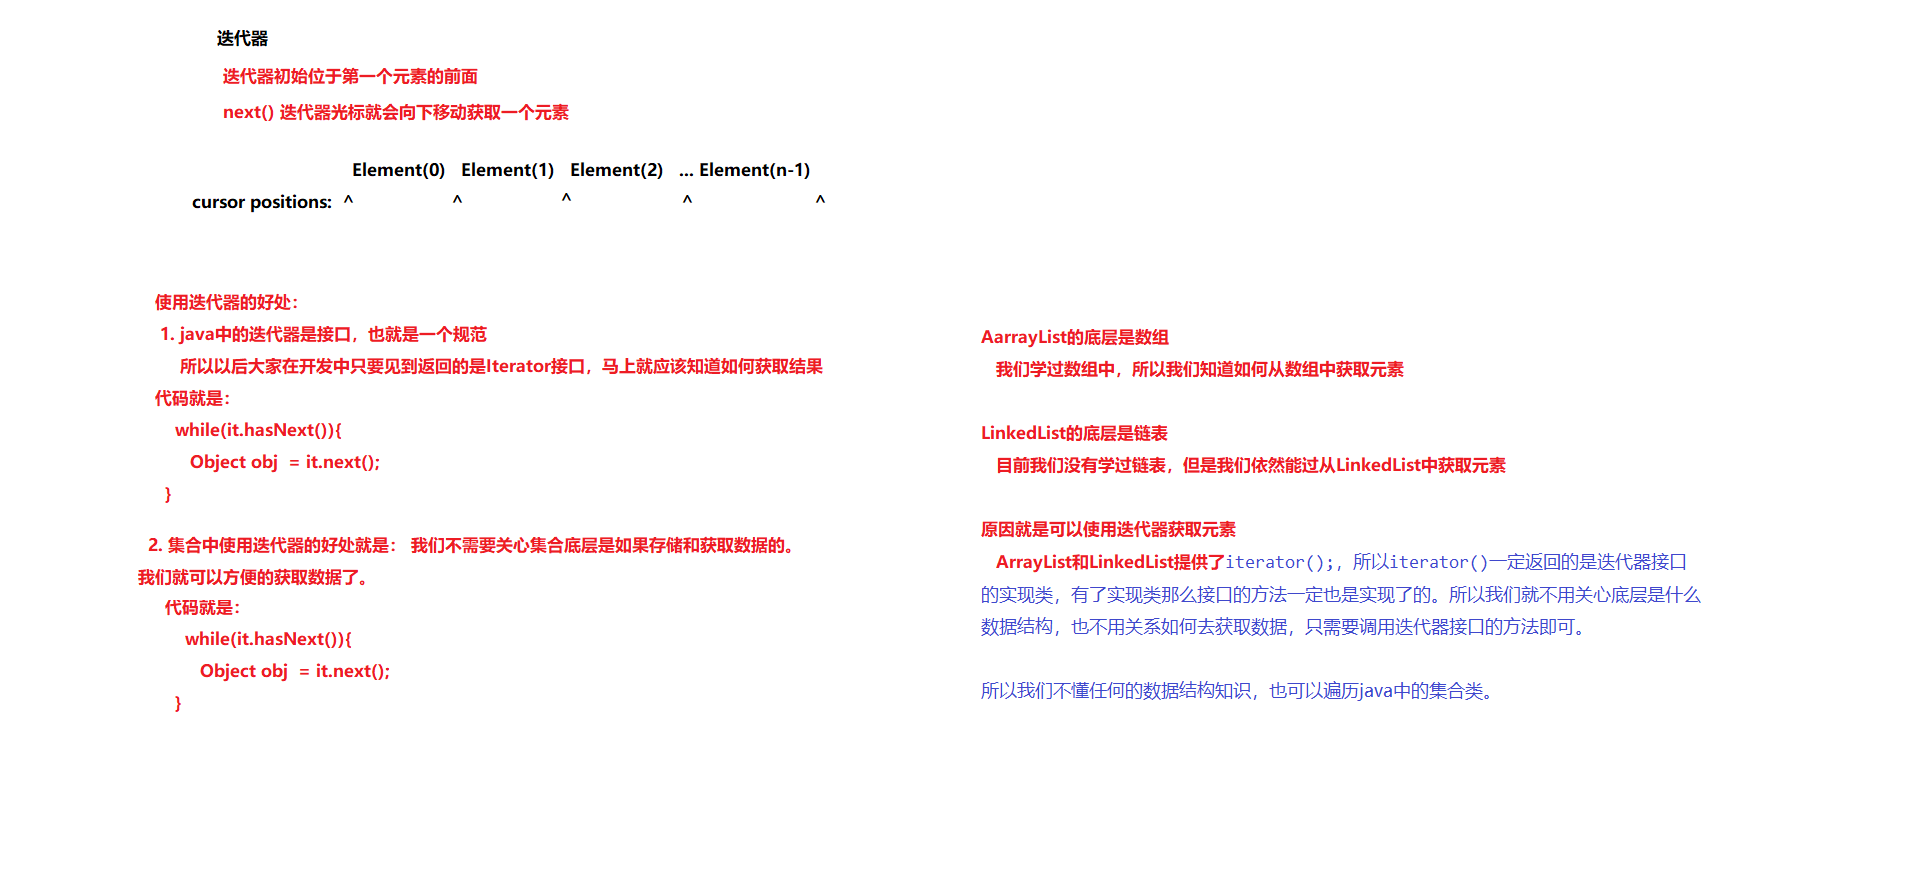 迭代器
迭代器初始位于第一个元素的前面
next() 迭代器光标就会向下移动获取一个元素
Element(0) Element(1) Element(2) ... Element(n-1)
cursor positions: ^ ^ ^ ^ ^
使用迭代器的好处：
1. java中的迭代器是接口，也就是一个规范
所以以后大家在开发中只要见到返回的是Iterator接口，马上就应该知道如何获取结果
代码就是：
while(it.hasNext()){
Object obj = it.next();
}
2. 集合中使用迭代器的好处就是： 我们不需要关心集合底层是如果存储和获取数据的。
我们就可以方便的获取数据了。
代码就是：
while(it.hasNext()){
Object obj = it.next();
}
AarrayList的底层是数组
我们学过数组中，所以我们知道如何从数组中获取元素
LinkedList的底层是链表
目前我们没有学过链表，但是我们依然能过从LinkedList中获取元素
原因就是可以使用迭代器获取元素
ArrayList和LinkedList提供了iterator();，所以iterator()一定返回的是迭代器接口
的实现类，有了实现类那么接口的方法一定也是实现了的。所以我们就不用关心底层是什么
数据结构，也不用关系如何去获取数据，只需要调用迭代器接口的方法即可。
所以我们不懂任何的数据结构知识，也可以遍历java中的集合类。